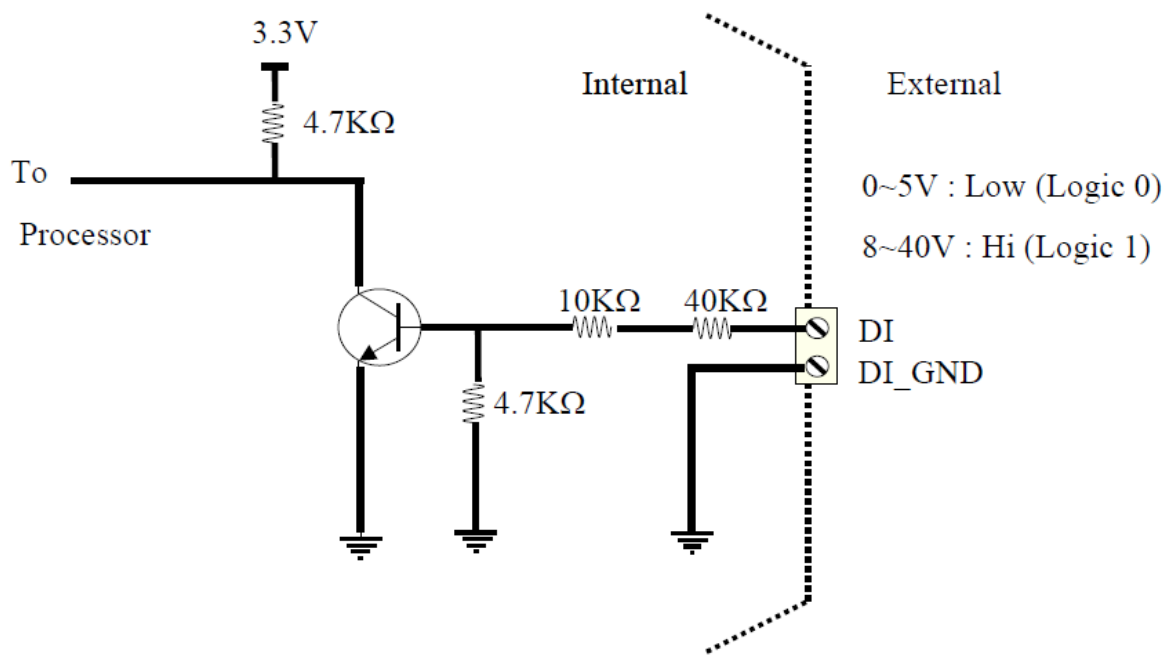 3.3V
Internal
External
4.7KΩ
To
Processor
0~5V : Low (Logic 0)
8~40V : Hi (Logic 1)
10KΩ
40KΩ
DI
DI_GND
4.7KΩ